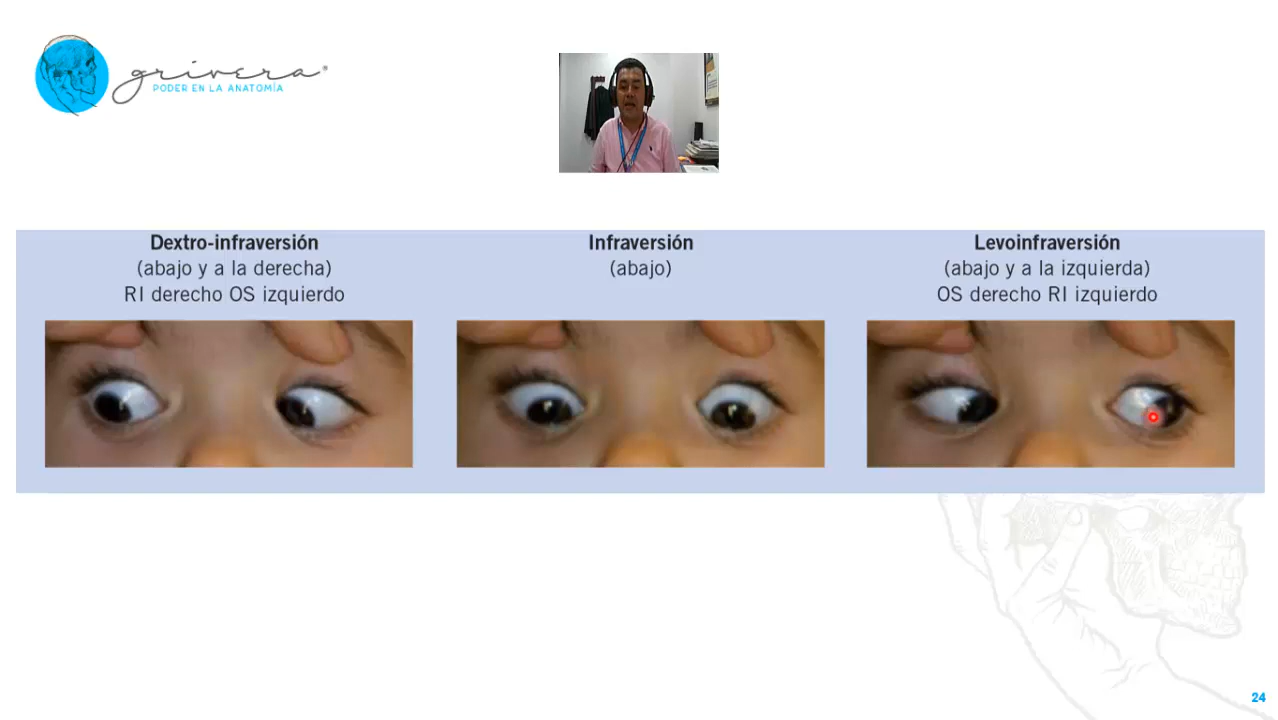 grivera®
PODER EN LA ANATOMÍA
Dextro-infraversión
(abajo y a la derecha)
RI derecho OS izquierdo
Infraversión
(abajo)
Levoinfraversión
(abajo y a la izquierda)
OS derecho RI izquierdo
24